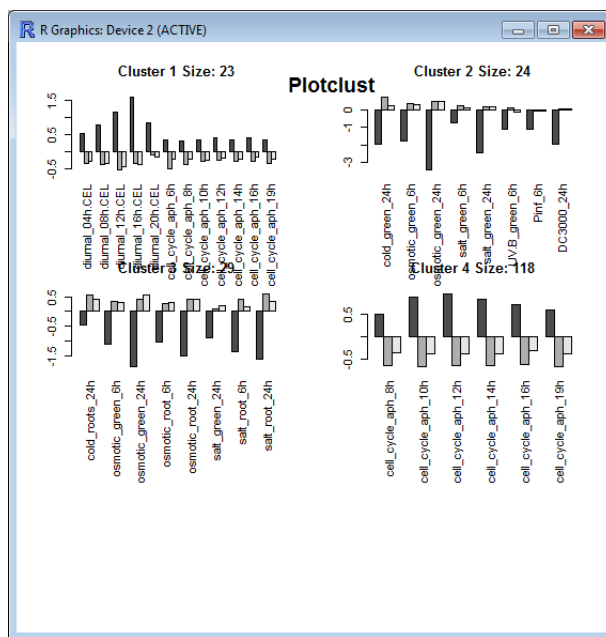 R Graphics: Device 2 (ACTIVE)
Plotclust
Cluster 1 Size: 23
1.5
0.5
-0.5
diurnal_04h.CEL
diurnal_08h.CEL
diurnal_12h.CEL
diurnal_16h.CEL
diurnal_20h.CEL
cell_cycle_aph_6h
cell_cycle_aph_8h
cell_cycle_aph_10h
cell_cycle_aph_12h
cell_cycle_aph_14h
cell_cycle_aph_16h
cell_cycle_aph_19h
Cluster 2 Size: 24
0
-1
-3
cold_green_24h
osmotic_green_6h
osmotic_green_24h
salt_green_6h
salt_green_24h
UV.B_green_6h
Pinf_6h
DC3000_24h
Cluster 3 Size: 29
0.5
-0.5
-1.5
cold_roots_24h
osmotic_green_6h
osmotic_green_24h
osmotic_root_6h
osmotic_root_24h
salt_green_24h
salt_root_6h
salt_root_24h
Cluster 4 Size: 118
0.5
-0.5
cell_cycle_aph_8h
cell_cycle_aph_10h
cell_cycle_aph_12h
cell_cycle_aph_14h
cell_cycle_aph_16h
cell_cycle_aph_19h